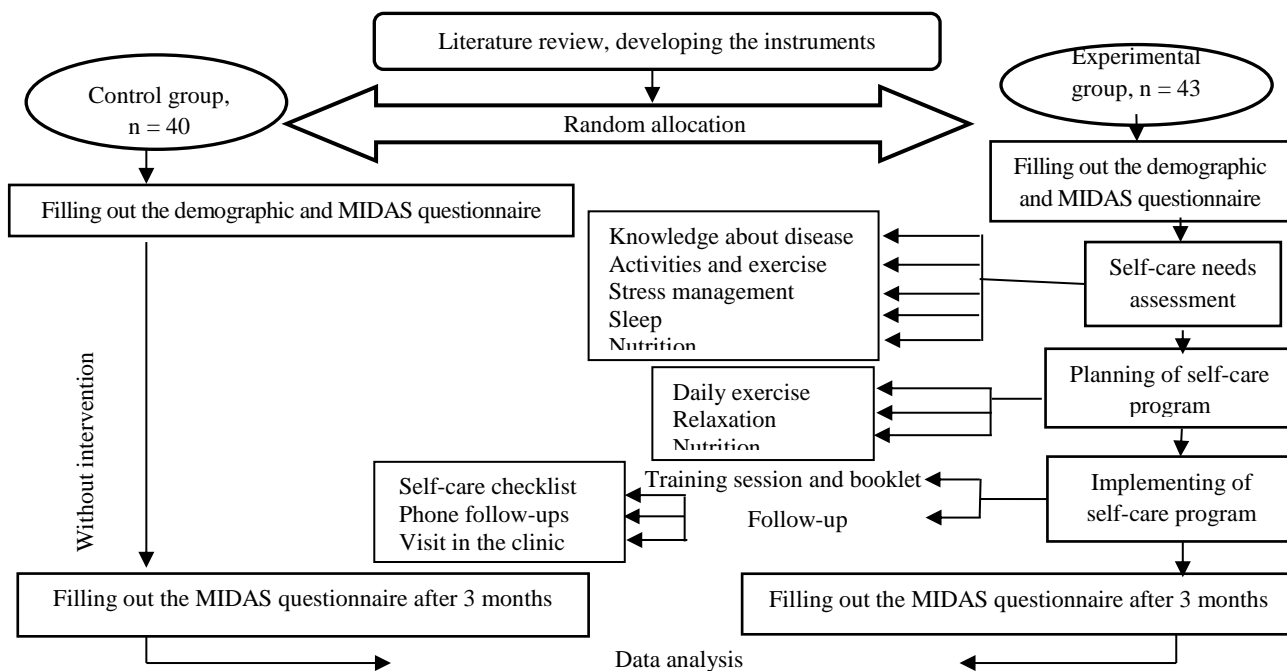 Literature review, developing the instruments
Control group,
n = 40
Random allocation
Experimental
group, n = 43
Filling out the demographic and MIDAS questionnaire
Filling out the demographic
and MIDAS questionnaire
Knowledge about disease
Activities and exercise
Stress management
Sleep
Nutrition
Self-care needs
assessment
Daily exercise
Relaxation
Nutrition
Planning of self-care
program
Without intervention
Self-care checklist
Phone follow-ups
Visit in the clinic
Training session and booklet
Follow-up
Implementing of
self-care program
Filling out the MIDAS questionnaire after 3 months
Filling out the MIDAS questionnaire after 3 months
Data analysis